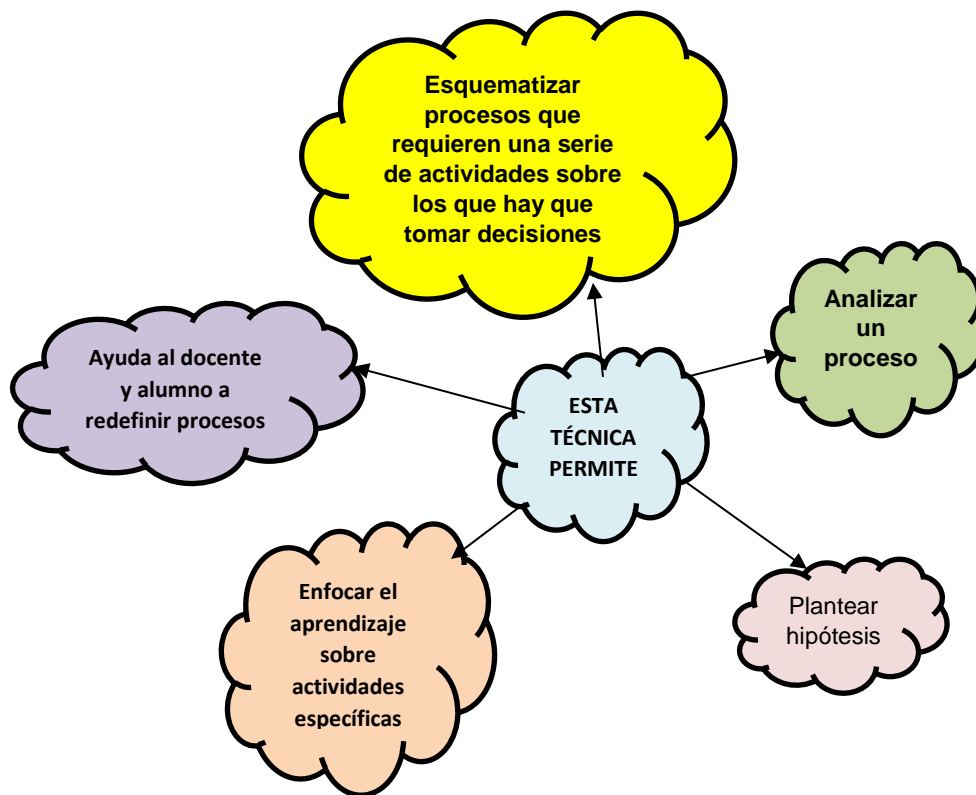 Esquematizar
procesos que
requieren una serie
de actividades sobre
los que hay que
tomar decisiones
Analizar
un
proceso
Ayuda al docente
y alumno a
redefinir procesos
ESTA
TÉCNICA
PERMITE
Enfocar el
aprendizaje
sobre
actividades
específicas
Plantear
hipótesis